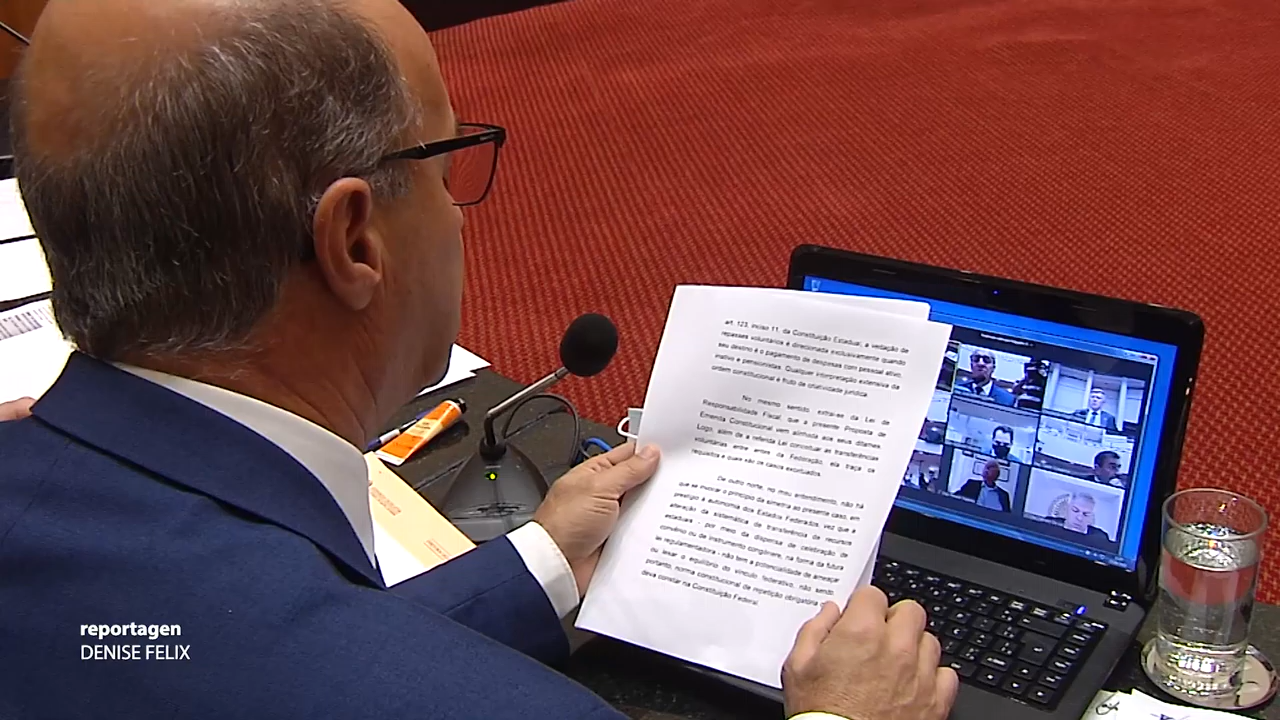 art. 123, inciso 11, da Constituição Estadual, a vedação de
repasses voluntários é direcionada exclusivamente quando
seu destino é o pagamento de despesas com pessoal ativo,
inativo e pensionistas. Qualquer interpretação extensiva da
ordem constitucional é fruto de criatividade jurídica.
No mesmo sentido, extrai-se da Lei de
Responsabilidade Fiscal, que a presente Proposta de
Emenda Constitucional vem alinhada aos seus ditames.
Logo, além de a referida Lei conceituar as transferências
voluntárias entre entes da Federação, ela traça os
requisitos e quais são os casos
De outro norte, no meu entendimento, não há
que se invocar o princípio da simetria ao presente caso, em
prestígio à autonomia dos Estados Federados, vez que a
alteração da sistemática de transferência de recursos
estaduais - por meio da dispensa de celebração de
convênio ou de instrumento congênere, na forma da futura
lei regulamentadora - não tem a potencialidade de ameaçar
ou lesar o equilíbrio do vínculo federativo, não sendo
portanto, norma constitucional de repetição obrigatória
deva constar na Constituição Federal.
reportagen
DENISE FELIX